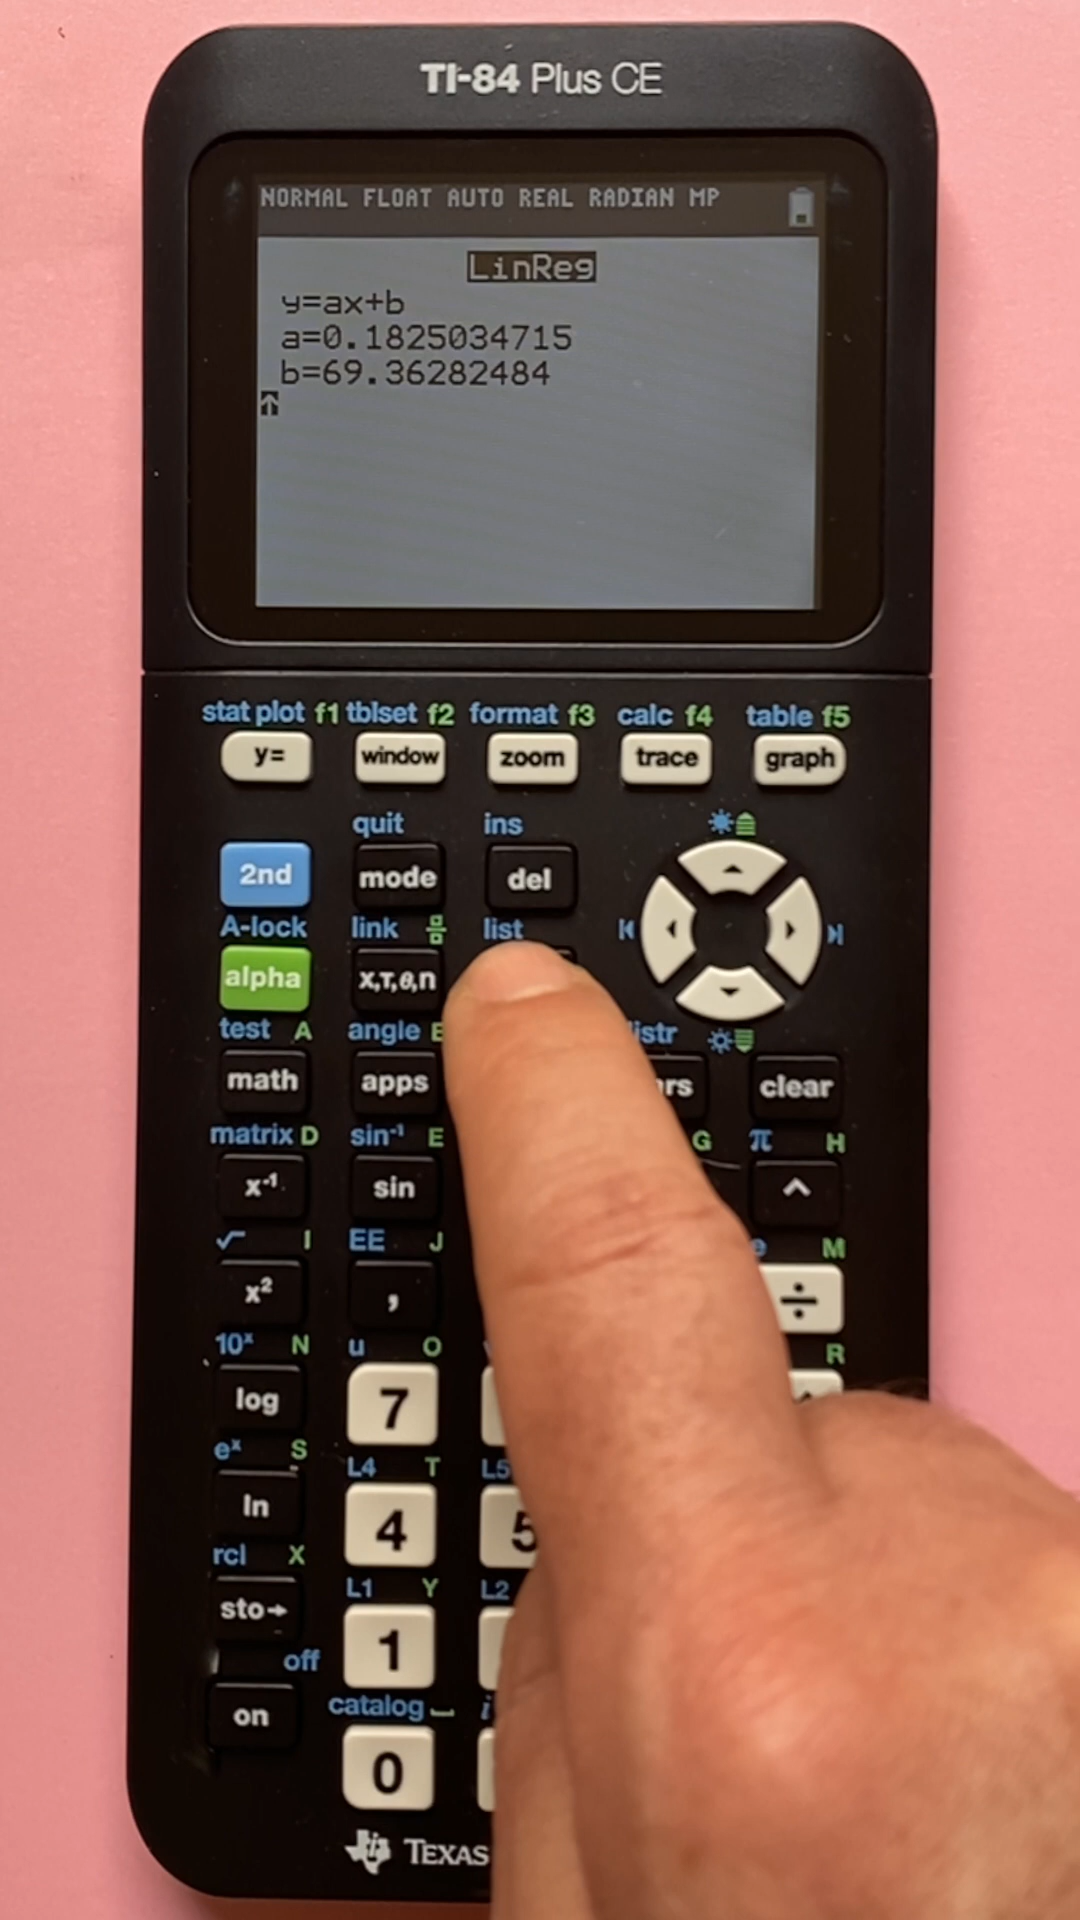 TI-84 Plus CE
NORMAL FLOAT AUTO REAL RADIAN MP
LinReg
y=ax+b
a=0.1825034715
b=69.36282484
stat plot f1 tblset f2 format f3 calc f4 table f5
y= window zoom trace graph
quit ins
2nd mode del
A-lock link list
alpha X,T,θ,n
test A angle
math apps clear
matrix D sin⁻¹ E G π H
x⁻¹ sin ^
√ I EE J M
x² , ÷
10ˣ N u O R
log 7
eˣ S L4 T L5
ln 4 5
rcl X L1 Y L2
sto→ 1
off catalog
on 0
TEXAS